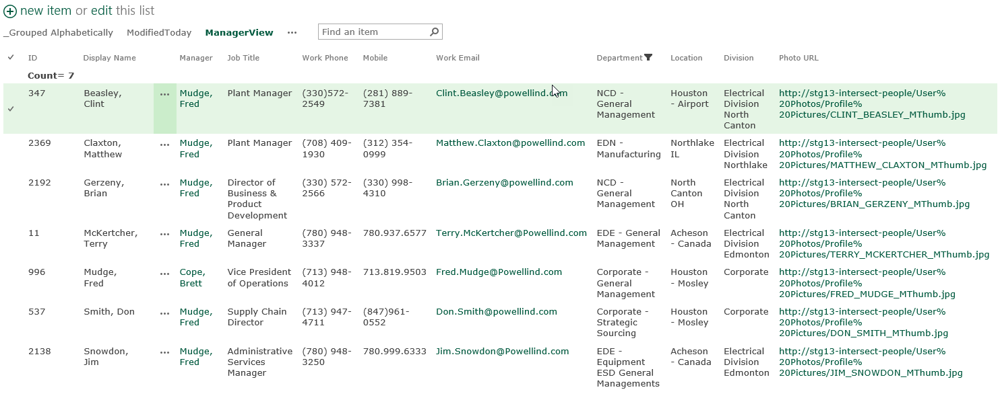 new item or edit this list
_Grouped Alphabetically ModifiedToday ManagerView ••• Find an item
ID Display Name Manager Job Title Work Phone Mobile Work Email Department Location Division Photo URL
Count= 7
347 Beasley, ••• Mudge, Plant Manager (330)572- (281) 889- Clint.Beasley@powellind.com NCD - Houston Electrical http://stg13-intersect-people/User%
Clint Fred 2549 7381 General - Airport Division 20Photos/Profile%
Management North 20Pictures/CLINT_BEASLEY_MThumb.jpg
Canton
2369 Claxton, ••• Mudge, Plant Manager (708) 409- (312) 354- Matthew.Claxton@powellind.com EDN - Northlake Electrical http://stg13-intersect-people/User%
Matthew Fred 1930 0999 Manufacturing IL Division 20Photos/Profile%
Northlake 20Pictures/MATTHEW_CLAXTON_MThumb.jpg
2192 Gerzeny, ••• Mudge, Director of (330) 572- (330) 998- Brian.Gerzeny@powellind.com NCD - North Electrical http://stg13-intersect-people/User%
Brian Fred Business & 2566 4310 General Canton Division 20Photos/Profile%
Product Management OH North 20Pictures/BRIAN_GERZENY_MThumb.jpg
Development Canton
11 McKertcher, ••• Mudge, General (780) 948- 780.937.6577 Terry.McKertcher@Powellind.com EDE - General Acheson Electrical http://stg13-intersect-people/User%
Terry Fred Manager 3337 Management - Canada Division 20Photos/Profile%
Edmonton 20Pictures/TERRY_MCKERTCHER_MThumb.jpg
996 Mudge, ••• Cope, Vice President (713) 948- 713.819.9503 Fred.Mudge@Powellind.com Corporate - Houston Corporate http://stg13-intersect-people/User%
Fred Brett of Operations 4012 General - Mosley 20Photos/Profile%
Management 20Pictures/FRED_MUDGE_MThumb.jpg
537 Smith, Don ••• Mudge, Supply Chain (713) 947- (847)961- Don.Smith@powellind.com Corporate - Houston Corporate http://stg13-intersect-people/User%
Fred Director 4711 0552 Strategic - Mosley 20Photos/Profile%
Sourcing 20Pictures/DON_SMITH_MThumb.jpg
2138 Snowdon, ••• Mudge, Administrative (780) 948- 780.999.6333 Jim.Snowdon@Powellind.com EDE - Acheson Electrical http://stg13-intersect-people/User%
Jim Fred Services 3250 Equipment - Canada Division 20Photos/Profile%
Manager ESD General Edmonton 20Pictures/JIM_SNOWDON_MThumb.jpg
Managements